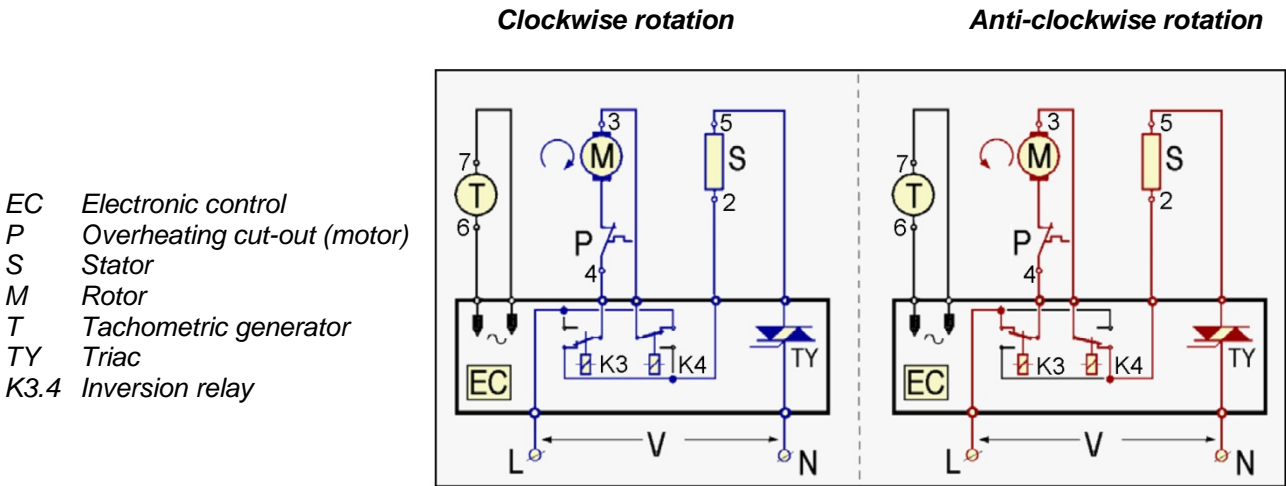 Clockwise rotation
Anti-clockwise rotation
EC Electronic control
P Overheating cut-out (motor)
S Stator
M Rotor
T Tachometric generator
TY Triac
K3.4 Inversion relay
3 5
7 M S
T 2
6 P
4
K3 K4 TY
EC
L V N
3 5
7 M S
T 2
6 P
4
K3 K4 TY
EC
L V N